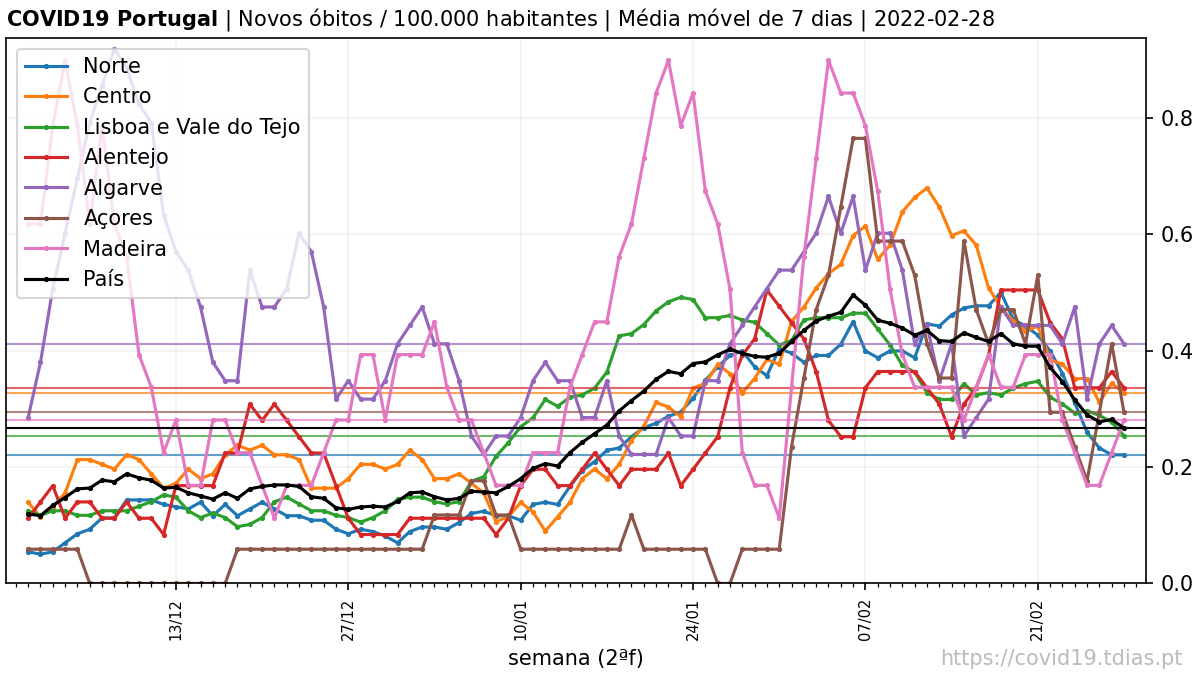 COVID19 Portugal | Novos óbitos / 100.000 habitantes | Média móvel de 7 dias | 2022-02-28
Norte
Centro
Lisboa e Vale do Tejo
Alentejo
Algarve
Açores
Madeira
País
0.8
0.6
0.4
0.2
0.0
13/12
27/12
10/01
24/01
07/02
21/02
semana (2ªf)
https://covid19.tdias.pt